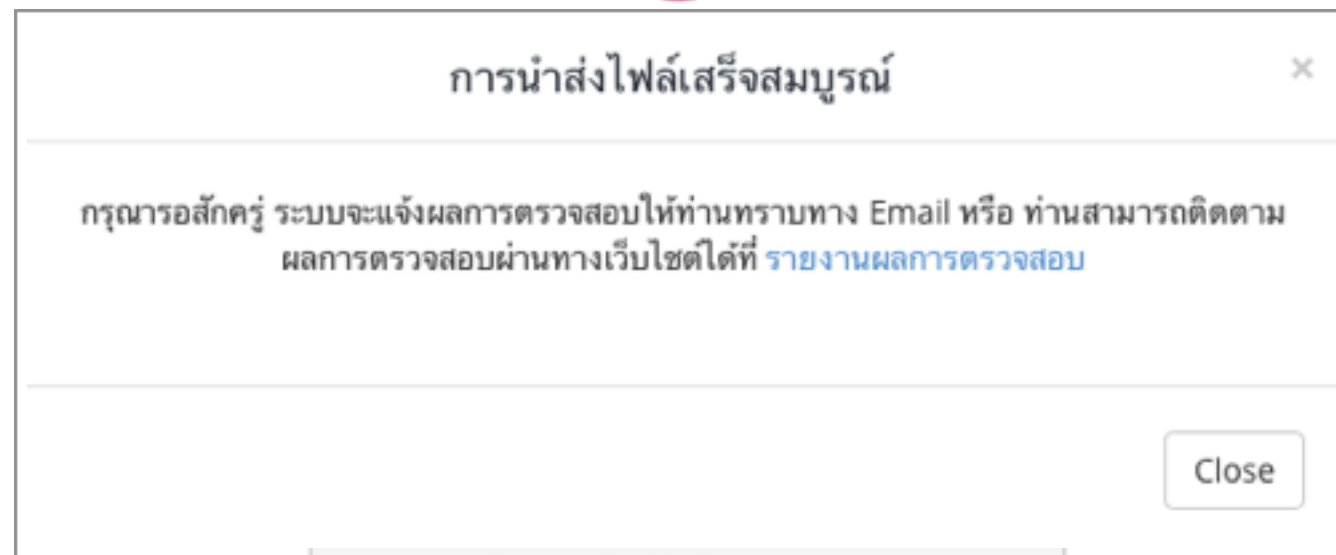 การนำส่งไฟล์เสร็จสมบูรณ์
×
กรุณารอสักครู่ ระบบจะแจ้งผลการตรวจสอบให้ท่านทราบทาง Email หรือ ท่านสามารถติดตาม
ผลการตรวจสอบผ่านทางเว็บไซต์ได้ที่ รายงานผลการตรวจสอบ
Close